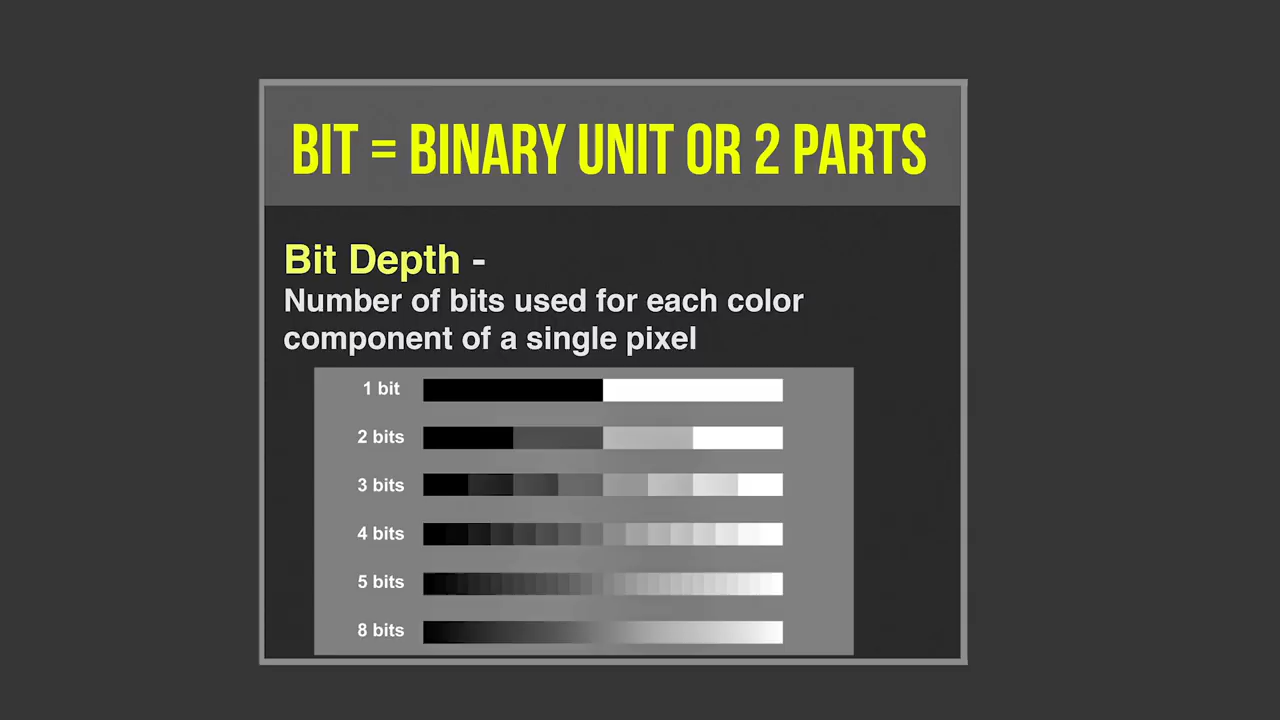 BIT = BINARY UNIT OR 2 PARTS
Bit Depth -
Number of bits used for each color
component of a single pixel
1 bit
2 bits
3 bits
4 bits
5 bits
8 bits